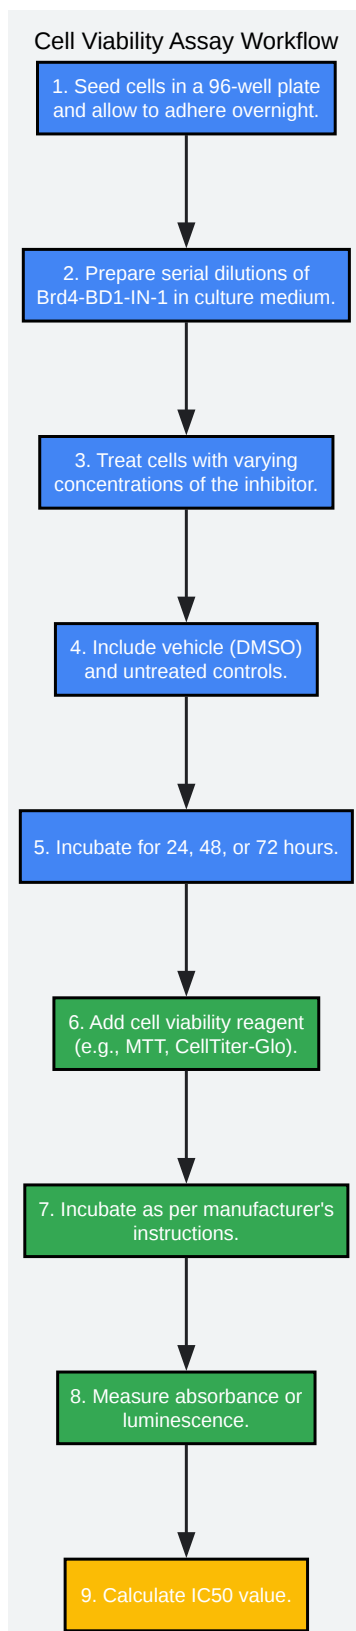 Cell Viability Assay Workflow
1. Seed cells in a 96-well plate
and allow to adhere overnight.
2. Prepare serial dilutions of
Brd4-BD1-IN-1 in culture medium.
3. Treat cells with varying
concentrations of the inhibitor.
4. Include vehicle (DMSO)
and untreated controls.
5. Incubate for 24, 48, or 72 hours.
6. Add cell viability reagent
(e.g., MTT, CellTiter-Glo).
7. Incubate as per manufacturer's
instructions.
8. Measure absorbance or
luminescence.
9. Calculate IC50 value.